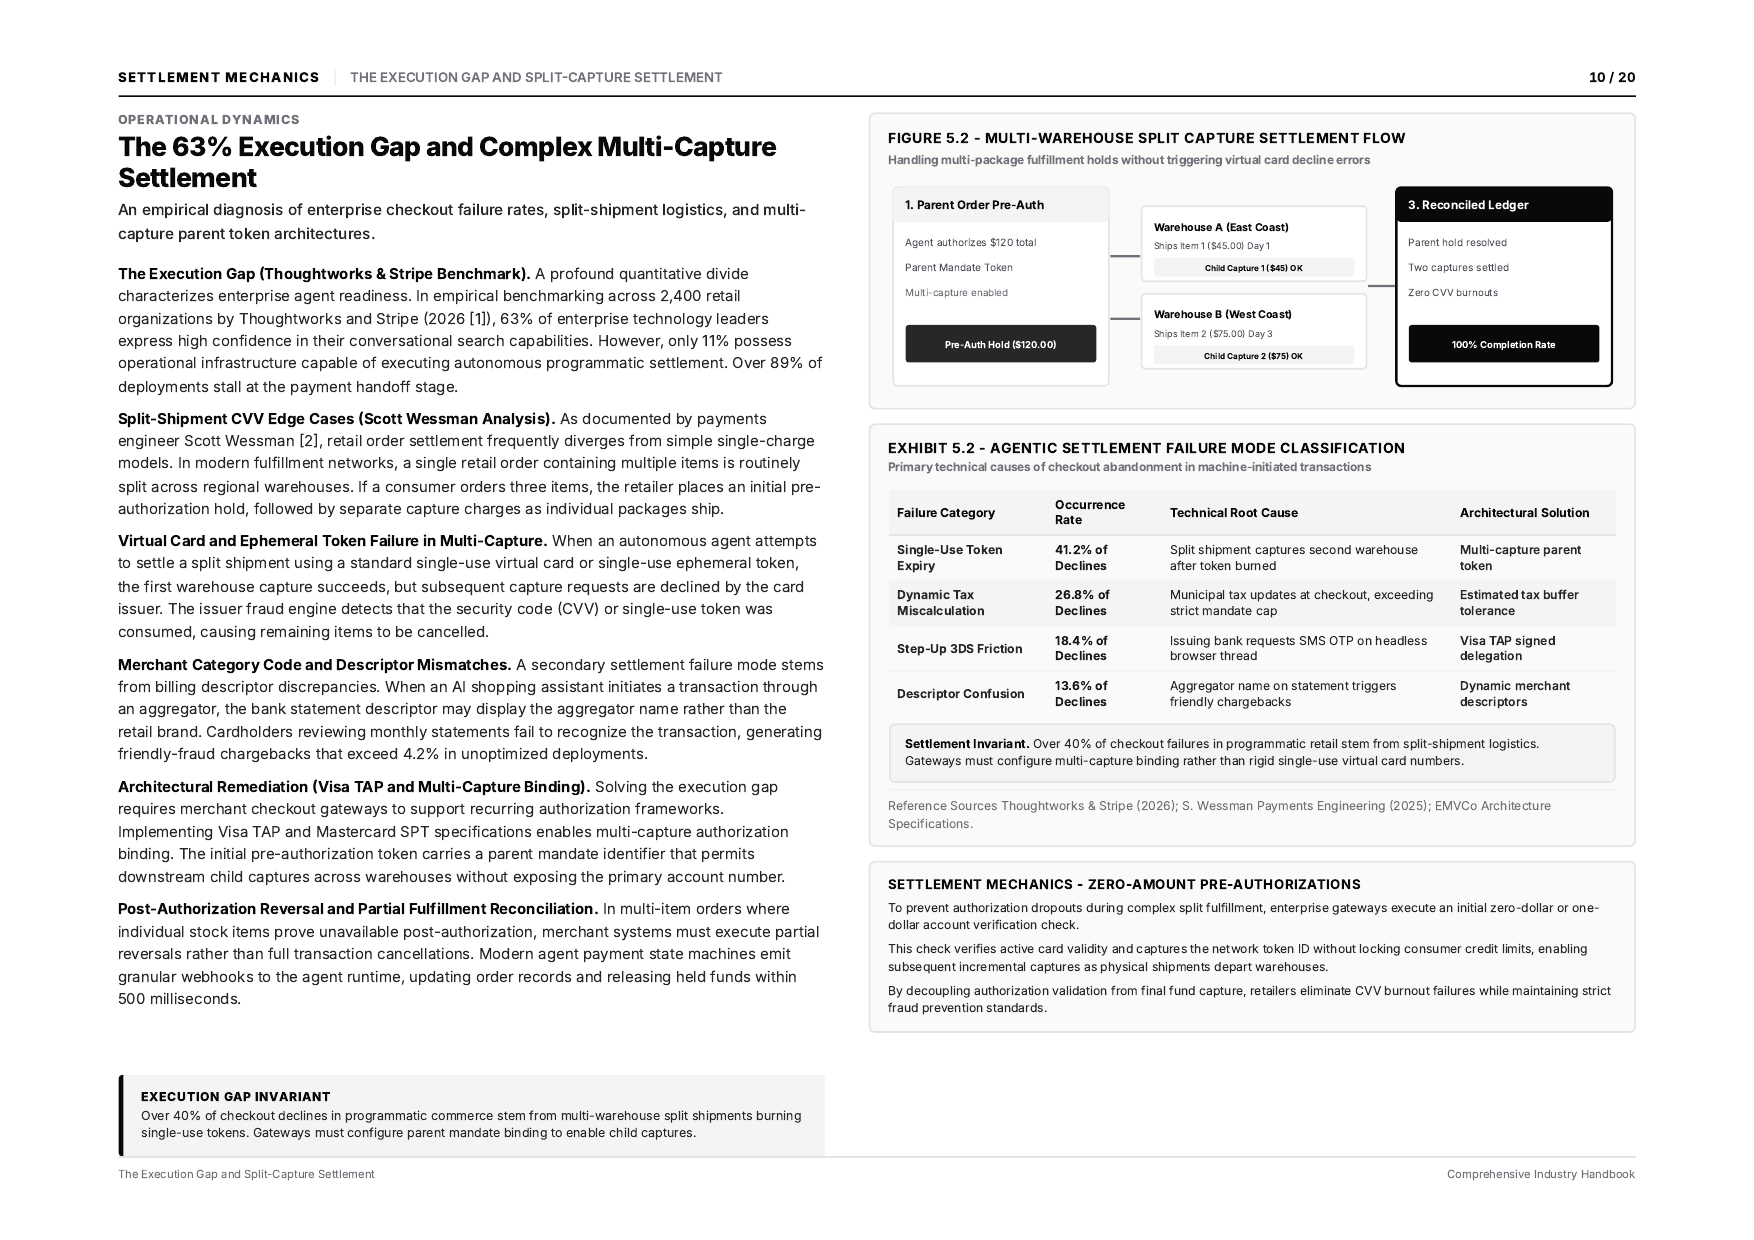 SETTLEMENT MECHANICS THE EXECUTION GAP AND SPLIT-CAPTURE SETTLEMENT 10 / 20
OPERATIONAL DYNAMICS
The 63% Execution Gap and Complex Multi-Capture
Settlement
An empirical diagnosis of enterprise checkout failure rates, split-shipment logistics, and multi-
capture parent token architectures.
The Execution Gap (Thoughtworks & Stripe Benchmark). A profound quantitative divide
characterizes enterprise agent readiness. In empirical benchmarking across 2,400 retail
organizations by Thoughtworks and Stripe (2026 [1]), 63% of enterprise technology leaders
express high confidence in their conversational search capabilities. However, only 11% possess
operational infrastructure capable of executing autonomous programmatic settlement. Over 89% of
deployments stall at the payment handoff stage.
Split-Shipment CVV Edge Cases (Scott Wessman Analysis). As documented by payments
engineer Scott Wessman [2], retail order settlement frequently diverges from simple single-charge
models. In modern fulfillment networks, a single retail order containing multiple items is routinely
split across regional warehouses. If a consumer orders three items, the retailer places an initial pre-
authorization hold, followed by separate capture charges as individual packages ship.
Virtual Card and Ephemeral Token Failure in Multi-Capture. When an autonomous agent attempts
to settle a split shipment using a standard single-use virtual card or single-use ephemeral token,
the first warehouse capture succeeds, but subsequent capture requests are declined by the card
issuer. The issuer fraud engine detects that the security code (CVV) or single-use token was
consumed, causing remaining items to be cancelled.
Merchant Category Code and Descriptor Mismatches. A secondary settlement failure mode stems
from billing descriptor discrepancies. When an AI shopping assistant initiates a transaction through
an aggregator, the bank statement descriptor may display the aggregator name rather than the
retail brand. Cardholders reviewing monthly statements fail to recognize the transaction, generating
friendly-fraud chargebacks that exceed 4.2% in unoptimized deployments.
Architectural Remediation (Visa TAP and Multi-Capture Binding). Solving the execution gap
requires merchant checkout gateways to support recurring authorization frameworks.
Implementing Visa TAP and Mastercard SPT specifications enables multi-capture authorization
binding. The initial pre-authorization token carries a parent mandate identifier that permits
downstream child captures across warehouses without exposing the primary account number.
Post-Authorization Reversal and Partial Fulfillment Reconciliation. In multi-item orders where
individual stock items prove unavailable post-authorization, merchant systems must execute partial
reversals rather than full transaction cancellations. Modern agent payment state machines emit
granular webhooks to the agent runtime, updating order records and releasing held funds within
500 milliseconds.
EXECUTION GAP INVARIANT
Over 40% of checkout declines in programmatic commerce stem from multi-warehouse split shipments burning
single-use tokens. Gateways must configure parent mandate binding to enable child captures.
FIGURE 5.2 - MULTI-WAREHOUSE SPLIT CAPTURE SETTLEMENT FLOW
Handling multi-package fulfillment holds without triggering virtual card decline errors
1. Parent Order Pre-Auth
Agent authorizes $120 total
Parent Mandate Token
Multi-capture enabled
Pre-Auth Hold ($120.00)
Warehouse A (East Coast)
Ships Item 1 ($45.00) Day 1
Child Capture 1 ($45) OK
Warehouse B (West Coast)
Ships Item 2 ($75.00) Day 3
Child Capture 2 ($75) OK
3. Reconciled Ledger
Parent hold resolved
Two captures settled
Zero CVV burnouts
100% Completion Rate
EXHIBIT 5.2 - AGENTIC SETTLEMENT FAILURE MODE CLASSIFICATION
Primary technical causes of checkout abandonment in machine-initiated transactions
Failure Category
Occurrence
Rate
Technical Root Cause
Architectural Solution
Single-Use Token
Expiry
41.2% of
Declines
Split shipment captures second warehouse
after token burned
Multi-capture parent
token
Dynamic Tax
Miscalculation
26.8% of
Declines
Municipal tax updates at checkout, exceeding
strict mandate cap
Estimated tax buffer
tolerance
Step-Up 3DS Friction
18.4% of
Declines
Issuing bank requests SMS OTP on headless
browser thread
Visa TAP signed
delegation
Descriptor Confusion
13.6% of
Declines
Aggregator name on statement triggers
friendly chargebacks
Dynamic merchant
descriptors
Settlement Invariant. Over 40% of checkout failures in programmatic retail stem from split-shipment logistics.
Gateways must configure multi-capture binding rather than rigid single-use virtual card numbers.
Reference Sources Thoughtworks & Stripe (2026); S. Wessman Payments Engineering (2025); EMVCo Architecture
Specifications.
SETTLEMENT MECHANICS - ZERO-AMOUNT PRE-AUTHORIZATIONS
To prevent authorization dropouts during complex split fulfillment, enterprise gateways execute an initial zero-dollar or one-
dollar account verification check.
This check verifies active card validity and captures the network token ID without locking consumer credit limits, enabling
subsequent incremental captures as physical shipments depart warehouses.
By decoupling authorization validation from final fund capture, retailers eliminate CVV burnout failures while maintaining strict
fraud prevention standards.
The Execution Gap and Split-Capture Settlement Comprehensive Industry Handbook